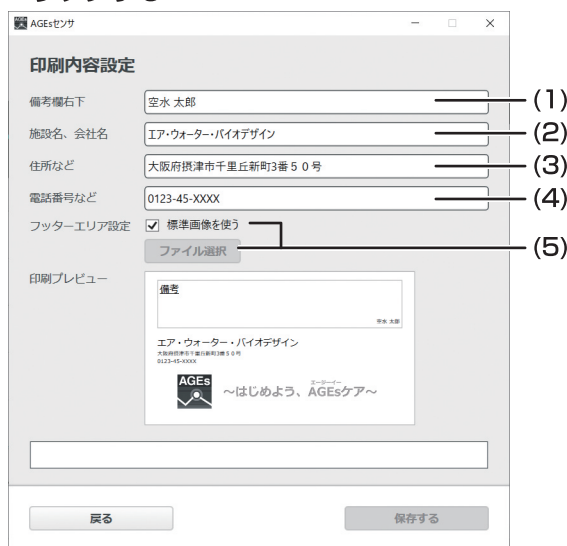 AGEsセンサ
印刷内容設定
備考欄右下 空水 太郎 (1)
施設名、会社名 エア・ウォーター・バイオデザイン (2)
住所など 大阪府摂津市千里丘新町3番５０号 (3)
電話番号など 0123-45-XXXX (4)
フッターエリア設定 標準画像を使う
ファイル選択 (5)
印刷プレビュー
備考
空水 太郎
エア・ウォーター・バイオデザイン
大阪府摂津市千里丘新町3番５０号
0123-45-XXXX
AGEs
エージーイー
～はじめよう、AGEsケア～
戻る 保存する